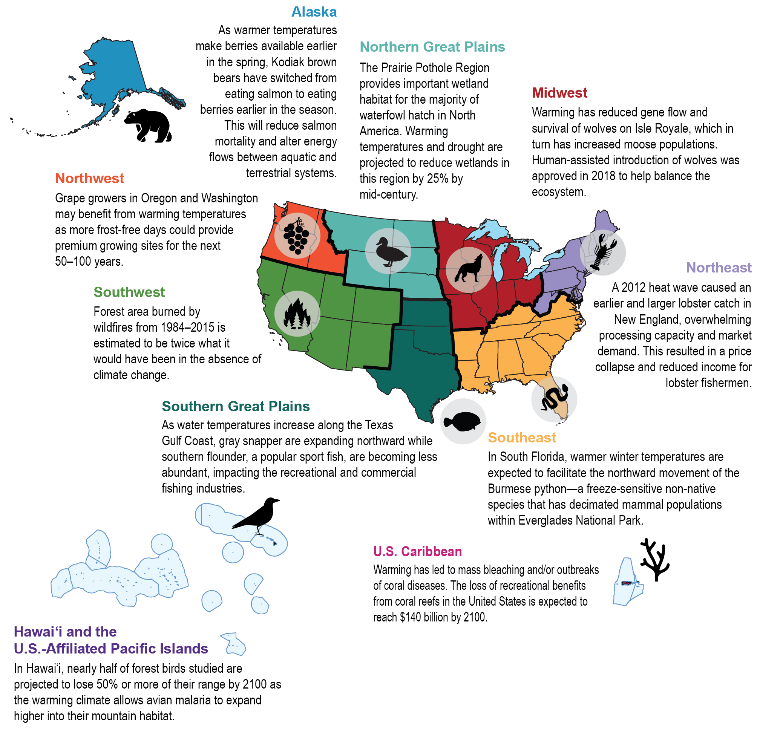 Alaska
As warmer temperatures
make berries available earlier
in the spring, Kodiak brown
bears have switched from
eating salmon to eating
berries earlier in the season.
This will reduce salmon
mortality and alter energy
flows between aquatic and
terrestrial systems.
Northern Great Plains
The Prairie Pothole Region
provides important wetland
habitat for the majority of
waterfowl hatch in North
America. Warming
temperatures and drought are
projected to reduce wetlands in
this region by 25% by
mid-century.
Midwest
Warming has reduced gene flow and
survival of wolves on Isle Royale, which in
turn has increased moose populations.
Human-assisted introduction of wolves was
approved in 2018 to help balance the
ecosystem.
Northwest
Grape growers in Oregon and Washington
may benefit from warming temperatures
as more frost-free days could provide
premium growing sites for the next
50–100 years.
Northeast
A 2012 heat wave caused an
earlier and larger lobster catch in
New England, overwhelming
processing capacity and market
demand. This resulted in a price
collapse and reduced income for
lobster fishermen.
Southwest
Forest area burned by
wildfires from 1984–2015 is
estimated to be twice what it
would have been in the absence of
climate change.
Southern Great Plains
As water temperatures increase along the Texas
Gulf Coast, gray snapper are expanding northward while
southern flounder, a popular sport fish, are becoming less
abundant, impacting the recreational and commercial
fishing industries.
Southeast
In South Florida, warmer winter temperatures are
expected to facilitate the northward movement of the
Burmese python—a freeze-sensitive non-native
species that has decimated mammal populations
within Everglades National Park.
U.S. Caribbean
Warming has led to mass bleaching and/or outbreaks
of coral diseases. The loss of recreational benefits
from coral reefs in the United States is expected to
reach $140 billion by 2100.
Hawaiʻi and the
U.S.-Affiliated Pacific Islands
In Hawaiʻi, nearly half of forest birds studied are
projected to lose 50% or more of their range by 2100 as
the warming climate allows avian malaria to expand
higher into their mountain habitat.